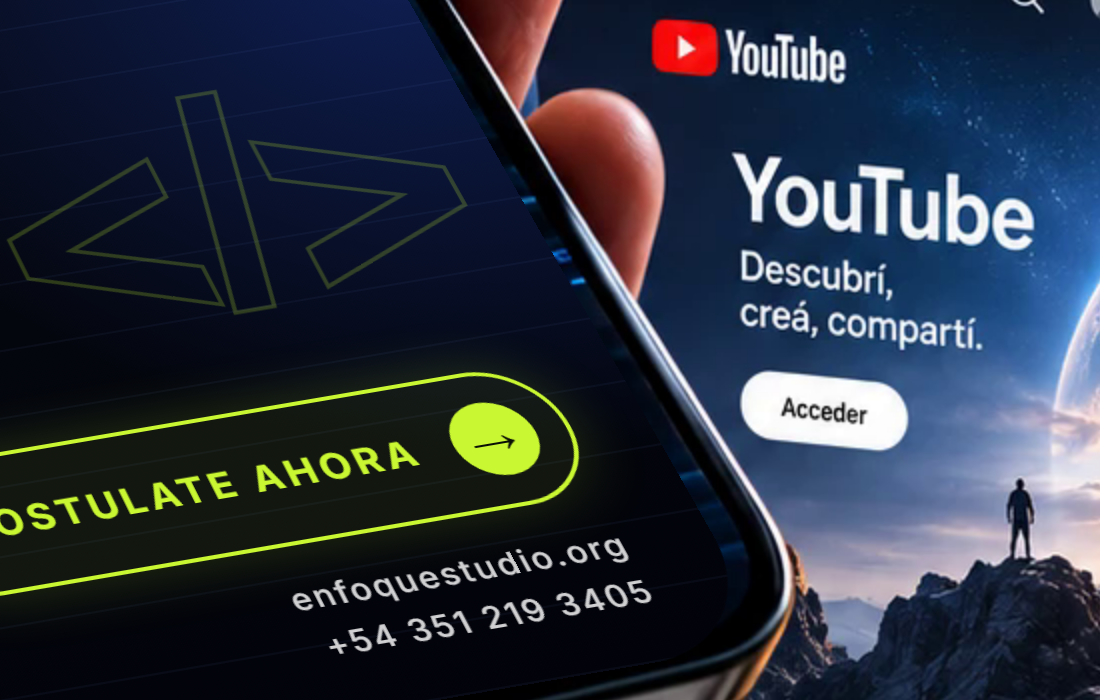 OSTULATE AHORA →
enfoquestudio.org
+54 351 219 3405
YouTube
YouTube
Descubrí,
creá, compartí.
Acceder